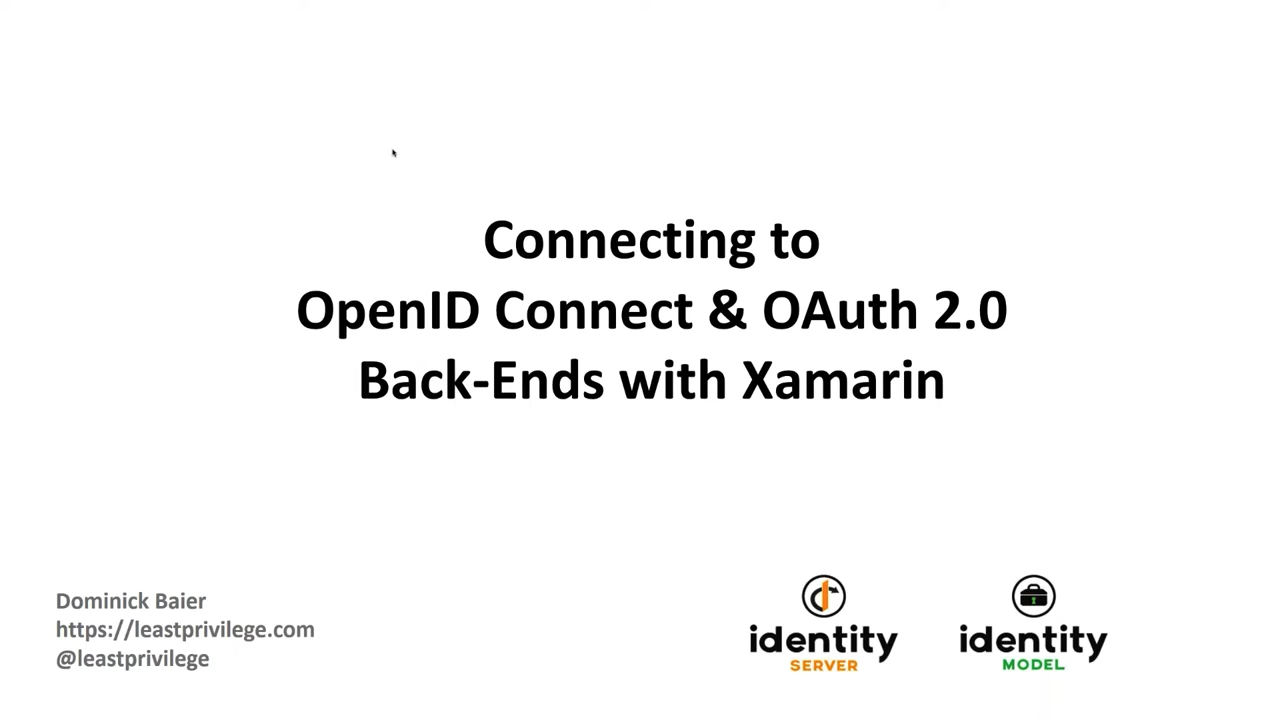 Connecting to
OpenID Connect & OAuth 2.0
Back-Ends with Xamarin
Dominick Baier
https://leastprivilege.com
@leastprivilege
identity
SERVER
identity
MODEL